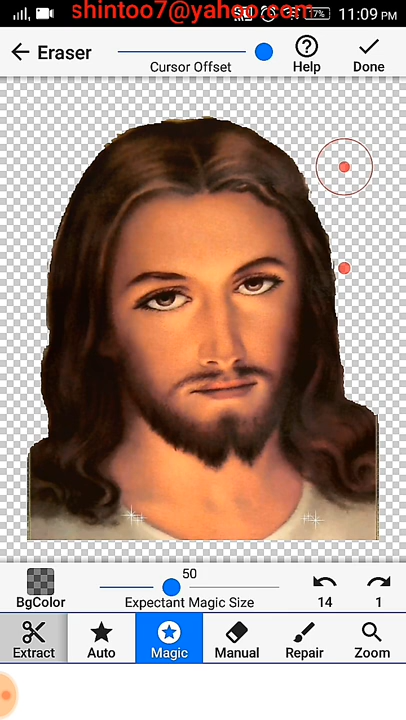 shintoo7@yahoo.com
17% 11:09 PM
Eraser
Cursor Offset
Help
Done
50
BgColor
Expectant Magic Size
14
1
Extract
Auto
Magic
Manual
Repair
Zoom